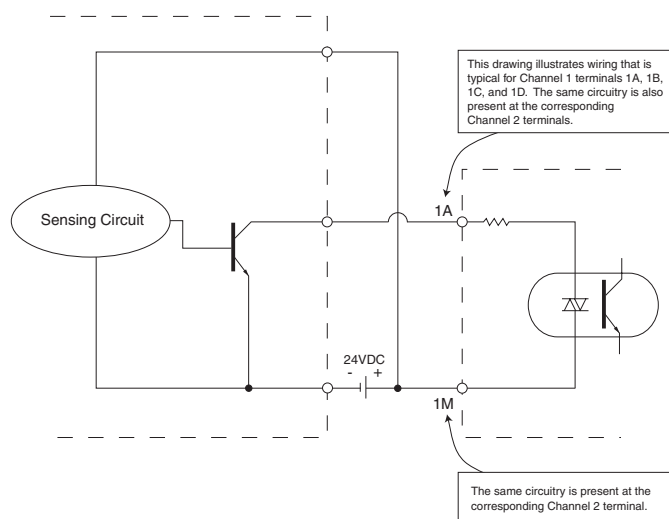 This drawing illustrates wiring that is
typical for Channel 1 terminals 1A, 1B,
1C, and 1D. The same circuitry is also
present at the corresponding
Channel 2 terminals.
Sensing Circuit
1A
24VDC
- +
1M
The same circuitry is present at the
corresponding Channel 2 terminal.